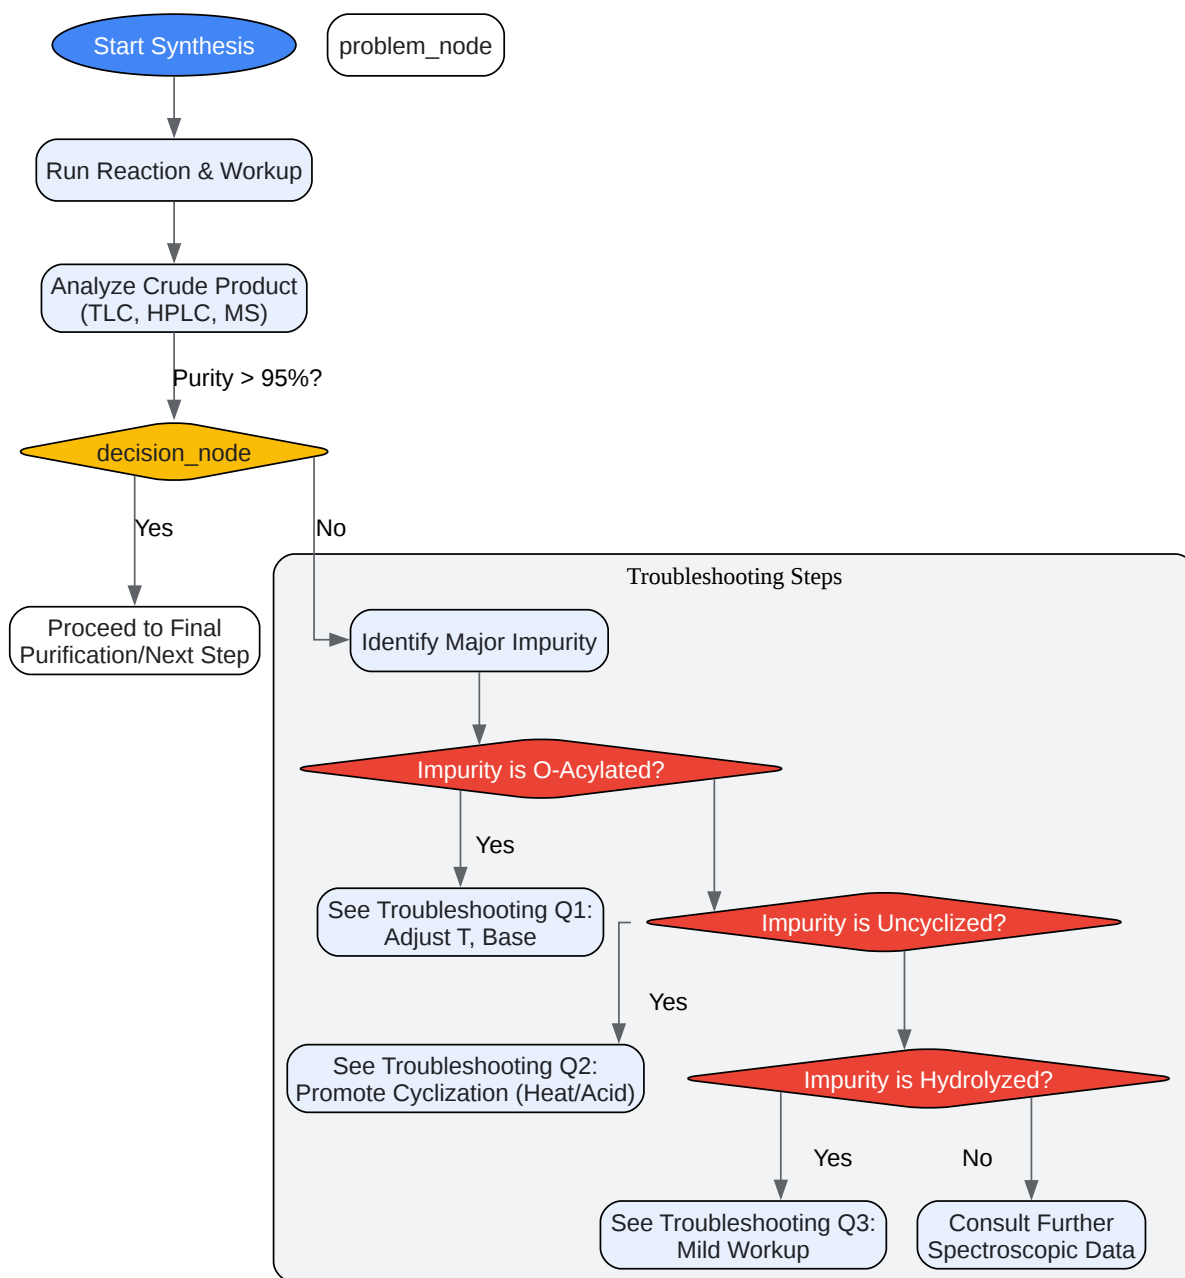 Start Synthesis
problem_node
Run Reaction & Workup
Analyze Crude Product
(TLC, HPLC, MS)
Purity > 95%?
decision_node
Yes
No
Proceed to Final
Purification/Next Step
Troubleshooting Steps
Identify Major Impurity
Impurity is O-Acylated?
Yes
See Troubleshooting Q1:
Adjust T, Base
Impurity is Uncyclized?
Yes
See Troubleshooting Q2:
Promote Cyclization (Heat/Acid)
Impurity is Hydrolyzed?
Yes
No
See Troubleshooting Q3:
Mild Workup
Consult Further
Spectroscopic Data